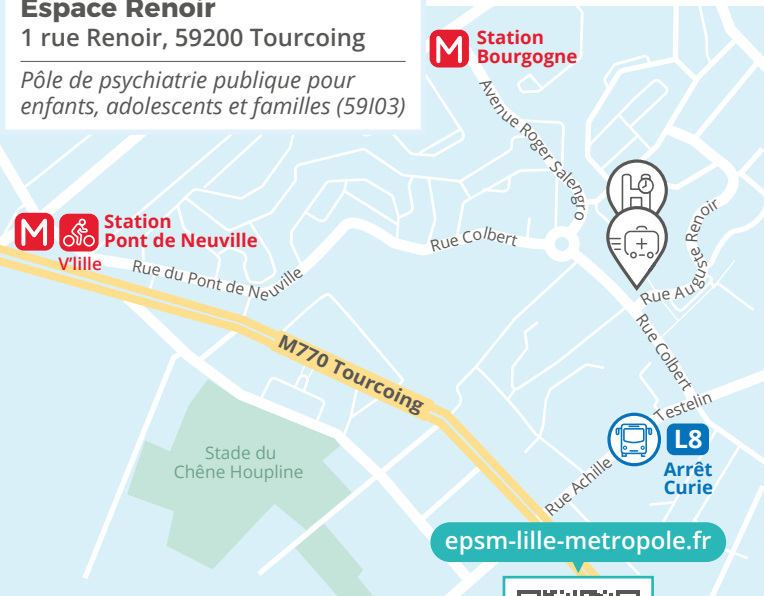 Espace Renoir
1 rue Renoir, 59200 Tourcoing
Pôle de psychiatrie publique pour
enfants, adolescents et familles (59I03)
M
Station
Bourgogne
Avenue Roger Salengro
M
Station
Pont de Neuville
V'lille
Rue du Pont de Neuville
Rue Colbert
Rue Auguste Renoir
Rue Colbert
M770 Tourcoing
Stade du
Chêne Houpline
Rue Achille Testelin
L8
Arrêt
Curie
epsm-lille-metropole.fr